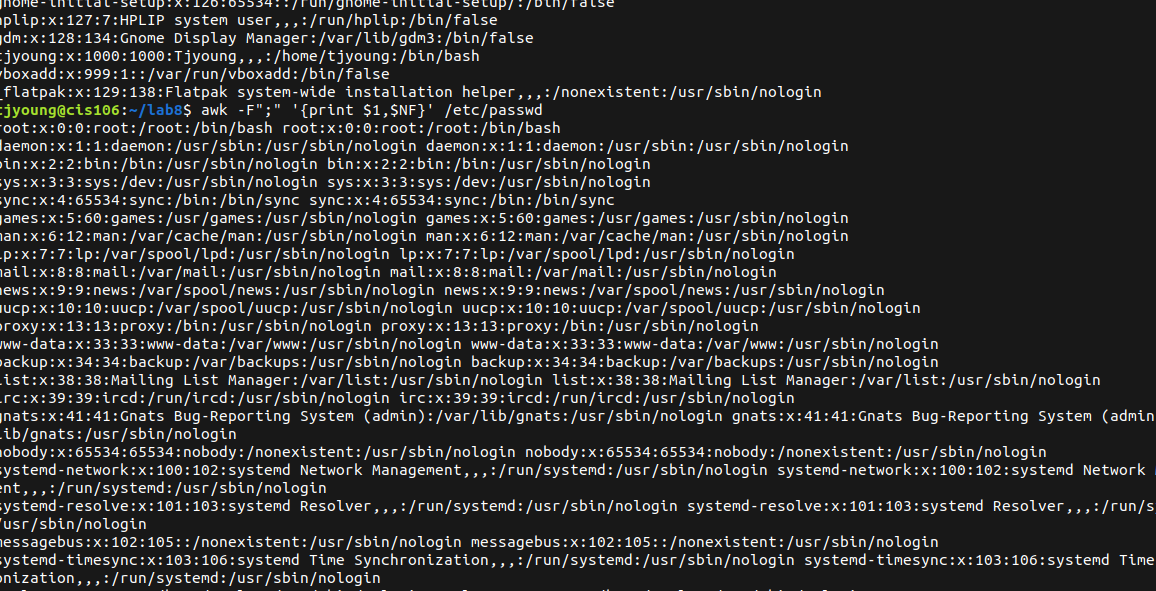 gnome-initial-setup:x:126:65534::/run/gnome-initial-setup/:/bin/false
hplip:x:127:7:HPLIP system user,,,:/run/hplip:/bin/false
gdm:x:128:134:Gnome Display Manager:/var/lib/gdm3:/bin/false
tjyoung:x:1000:1000:Tjyoung,,,:/home/tjyoung:/bin/bash
vboxadd:x:999:1::/var/run/vboxadd:/bin/false
_flatpak:x:129:138:Flatpak system-wide installation helper,,,:/nonexistent:/usr/sbin/nologin
tjyoung@cis106:~/lab8$ awk -F";" '{print $1,$NF}' /etc/passwd
root:x:0:0:root:/root:/bin/bash root:x:0:0:root:/root:/bin/bash
daemon:x:1:1:daemon:/usr/sbin:/usr/sbin/nologin daemon:x:1:1:daemon:/usr/sbin:/usr/sbin/nologin
bin:x:2:2:bin:/bin:/usr/sbin/nologin bin:x:2:2:bin:/bin:/usr/sbin/nologin
sys:x:3:3:sys:/dev:/usr/sbin/nologin sys:x:3:3:sys:/dev:/usr/sbin/nologin
sync:x:4:65534:sync:/bin:/bin/sync sync:x:4:65534:sync:/bin:/bin/sync
games:x:5:60:games:/usr/games:/usr/sbin/nologin games:x:5:60:games:/usr/games:/usr/sbin/nologin
man:x:6:12:man:/var/cache/man:/usr/sbin/nologin man:x:6:12:man:/var/cache/man:/usr/sbin/nologin
lp:x:7:7:lp:/var/spool/lpd:/usr/sbin/nologin lp:x:7:7:lp:/var/spool/lpd:/usr/sbin/nologin
mail:x:8:8:mail:/var/mail:/usr/sbin/nologin mail:x:8:8:mail:/var/mail:/usr/sbin/nologin
news:x:9:9:news:/var/spool/news:/usr/sbin/nologin news:x:9:9:news:/var/spool/news:/usr/sbin/nologin
uucp:x:10:10:uucp:/var/spool/uucp:/usr/sbin/nologin uucp:x:10:10:uucp:/var/spool/uucp:/usr/sbin/nologin
proxy:x:13:13:proxy:/bin:/usr/sbin/nologin proxy:x:13:13:proxy:/bin:/usr/sbin/nologin
www-data:x:33:33:www-data:/var/www:/usr/sbin/nologin www-data:x:33:33:www-data:/var/www:/usr/sbin/nologin
backup:x:34:34:backup:/var/backups:/usr/sbin/nologin backup:x:34:34:backup:/var/backups:/usr/sbin/nologin
list:x:38:38:Mailing List Manager:/var/list:/usr/sbin/nologin list:x:38:38:Mailing List Manager:/var/list:/usr/sbin/nologin
irc:x:39:39:ircd:/run/ircd:/usr/sbin/nologin irc:x:39:39:ircd:/run/ircd:/usr/sbin/nologin
gnats:x:41:41:Gnats Bug-Reporting System (admin):/var/lib/gnats:/usr/sbin/nologin gnats:x:41:41:Gnats Bug-Reporting System (admin
lib/gnats:/usr/sbin/nologin
nobody:x:65534:65534:nobody:/nonexistent:/usr/sbin/nologin nobody:x:65534:65534:nobody:/nonexistent:/usr/sbin/nologin
systemd-network:x:100:102:systemd Network Management,,,:/run/systemd:/usr/sbin/nologin systemd-network:x:100:102:systemd Network
ent,,,:/run/systemd:/usr/sbin/nologin
systemd-resolve:x:101:103:systemd Resolver,,,:/run/systemd:/usr/sbin/nologin systemd-resolve:x:101:103:systemd Resolver,,,:/run/s
/usr/sbin/nologin
messagebus:x:102:105::/nonexistent:/usr/sbin/nologin messagebus:x:102:105::/nonexistent:/usr/sbin/nologin
systemd-timesync:x:103:106:systemd Time Synchronization,,,:/run/systemd:/usr/sbin/nologin systemd-timesync:x:103:106:systemd Time
onization,,,:/run/systemd:/usr/sbin/nologin